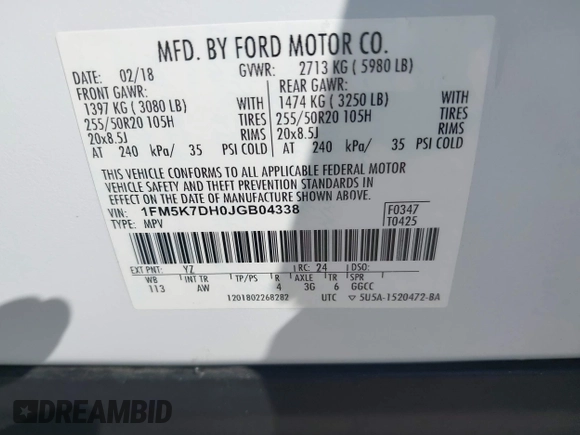 MFD. BY FORD MOTOR CO.
DATE: 02/18 GVWR: 2713 KG ( 5980 LB)
FRONT GAWR: REAR GAWR:
1397 KG ( 3080 LB) WITH 1474 KG ( 3250 LB) WITH
255/50R20 105H TIRES 255/50R20 105H TIRES
20x8.5J RIMS 20x8.5J RIMS
AT 240 kPa/ 35 PSI COLD AT 240 kPa/ 35 PSI COLD
THIS VEHICLE CONFORMS TO ALL APPLICABLE FEDERAL MOTOR
VEHICLE SAFETY AND THEFT PREVENTION STANDARDS IN
EFFECT ON THE DATE OF MANUFACTURE SHOWN ABOVE.
VIN: 1FM5K7DH0JGB04338 F0347
TYPE: MPV T0425
EXT PNT: YZ RC: 24 DSO:
WB INT TR TP/PS R AXLE TR SPR
113 AW 4 3G 6 GGCC
1201802268282 UTC ▽ 5U5A-1520472-BA
DREAMBID